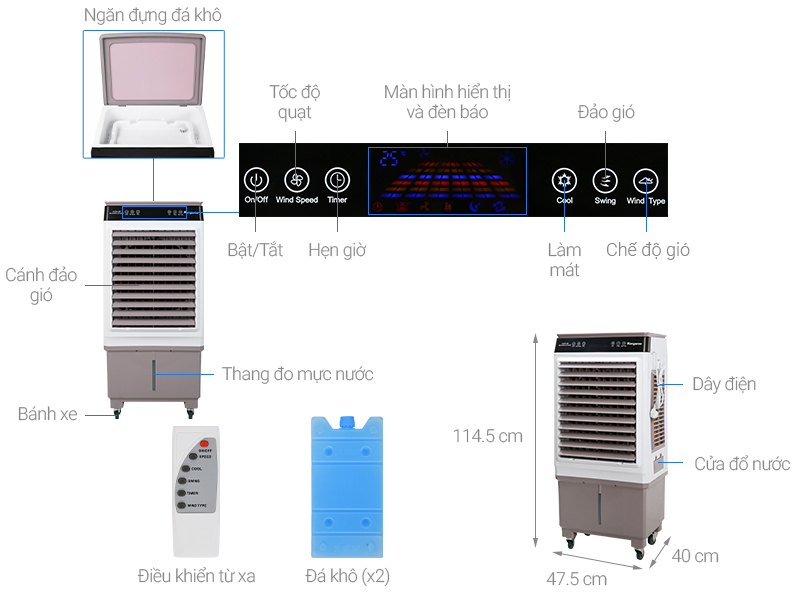 Ngăn đựng đá khô
Tốc độ
quạt
Màn hình hiển thị
và đèn báo
Đảo gió
25°
On/Off
Wind Speed
Timer
Cool
Swing
Wind Type
Bật/Tắt
Hẹn giờ
Làm
mát
Chế độ gió
Cánh đảo
gió
Thang đo mực nước
Bánh xe
ON/OFF
SPEED
COOL
SWING
TIMER
WIND TYPE
Điều khiển từ xa
Đá khô (x2)
Kangaroo
Dây điện
114.5 cm
Cửa đổ nước
40 cm
47.5 cm